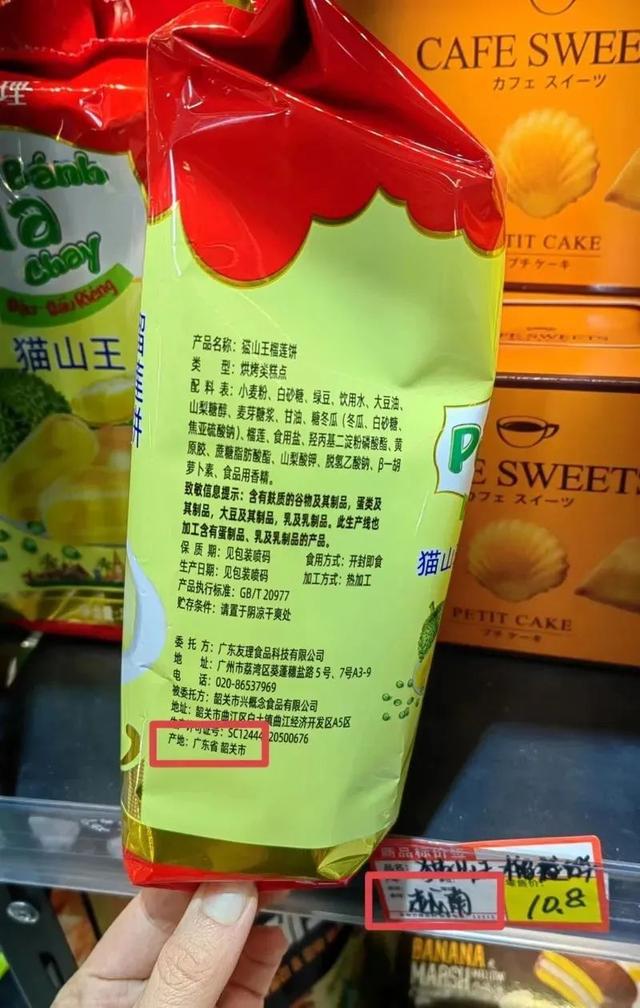 CAFE SWEE
カフェ スイーツ
理
Bánh
Chay
猫山王
TIT CAKE
プチケーキ
产品名称：猫山王榴莲饼
类 型：烘烤类糕点
配 料 表：小麦粉、白砂糖、绿豆、饮用水、大豆油、
山梨糖醇、麦芽糖浆、甘油、糖冬瓜（冬瓜、白砂糖、
焦亚硫酸钠）、榴莲、食用盐、羟丙基二淀粉磷酸酯、黄
原胶、蔗糖脂肪酸酯、山梨酸钾、脱氢乙酸钠、β一胡
萝卜素、食品用香精。
致敏信息提示：含有麸质的谷物及其制品，蛋类及
其制品，大豆及其制品，乳及乳制品。此生产线也
加工含有蛋制品、乳及乳制品的产品。
保 质 期：见包装喷码 食用方式：开封即食
生产日期：见包装喷码 加工方式：热加工
产品执行标准：GB/T 20977
贮存条件：请置于阴凉干爽处
委 托 方：广东友理食品科技有限公司
地 址：广州市荔湾区葵蓬穗盐路5号、7号A3-9
电 话：020-86537969
被委托方：韶关市兴概念食品有限公司
地址：韶关市曲江区白土镇曲江经济开发区A5区
生产许可证号：SC12444 20500676
产地：广东省 韶关市
猫山
E SWEETS
カフェ スイーツ
PETIT CAKE
プチケーキ
商品标价签
榴莲饼
越南
零售价：
10.8
BANANA
MARSH